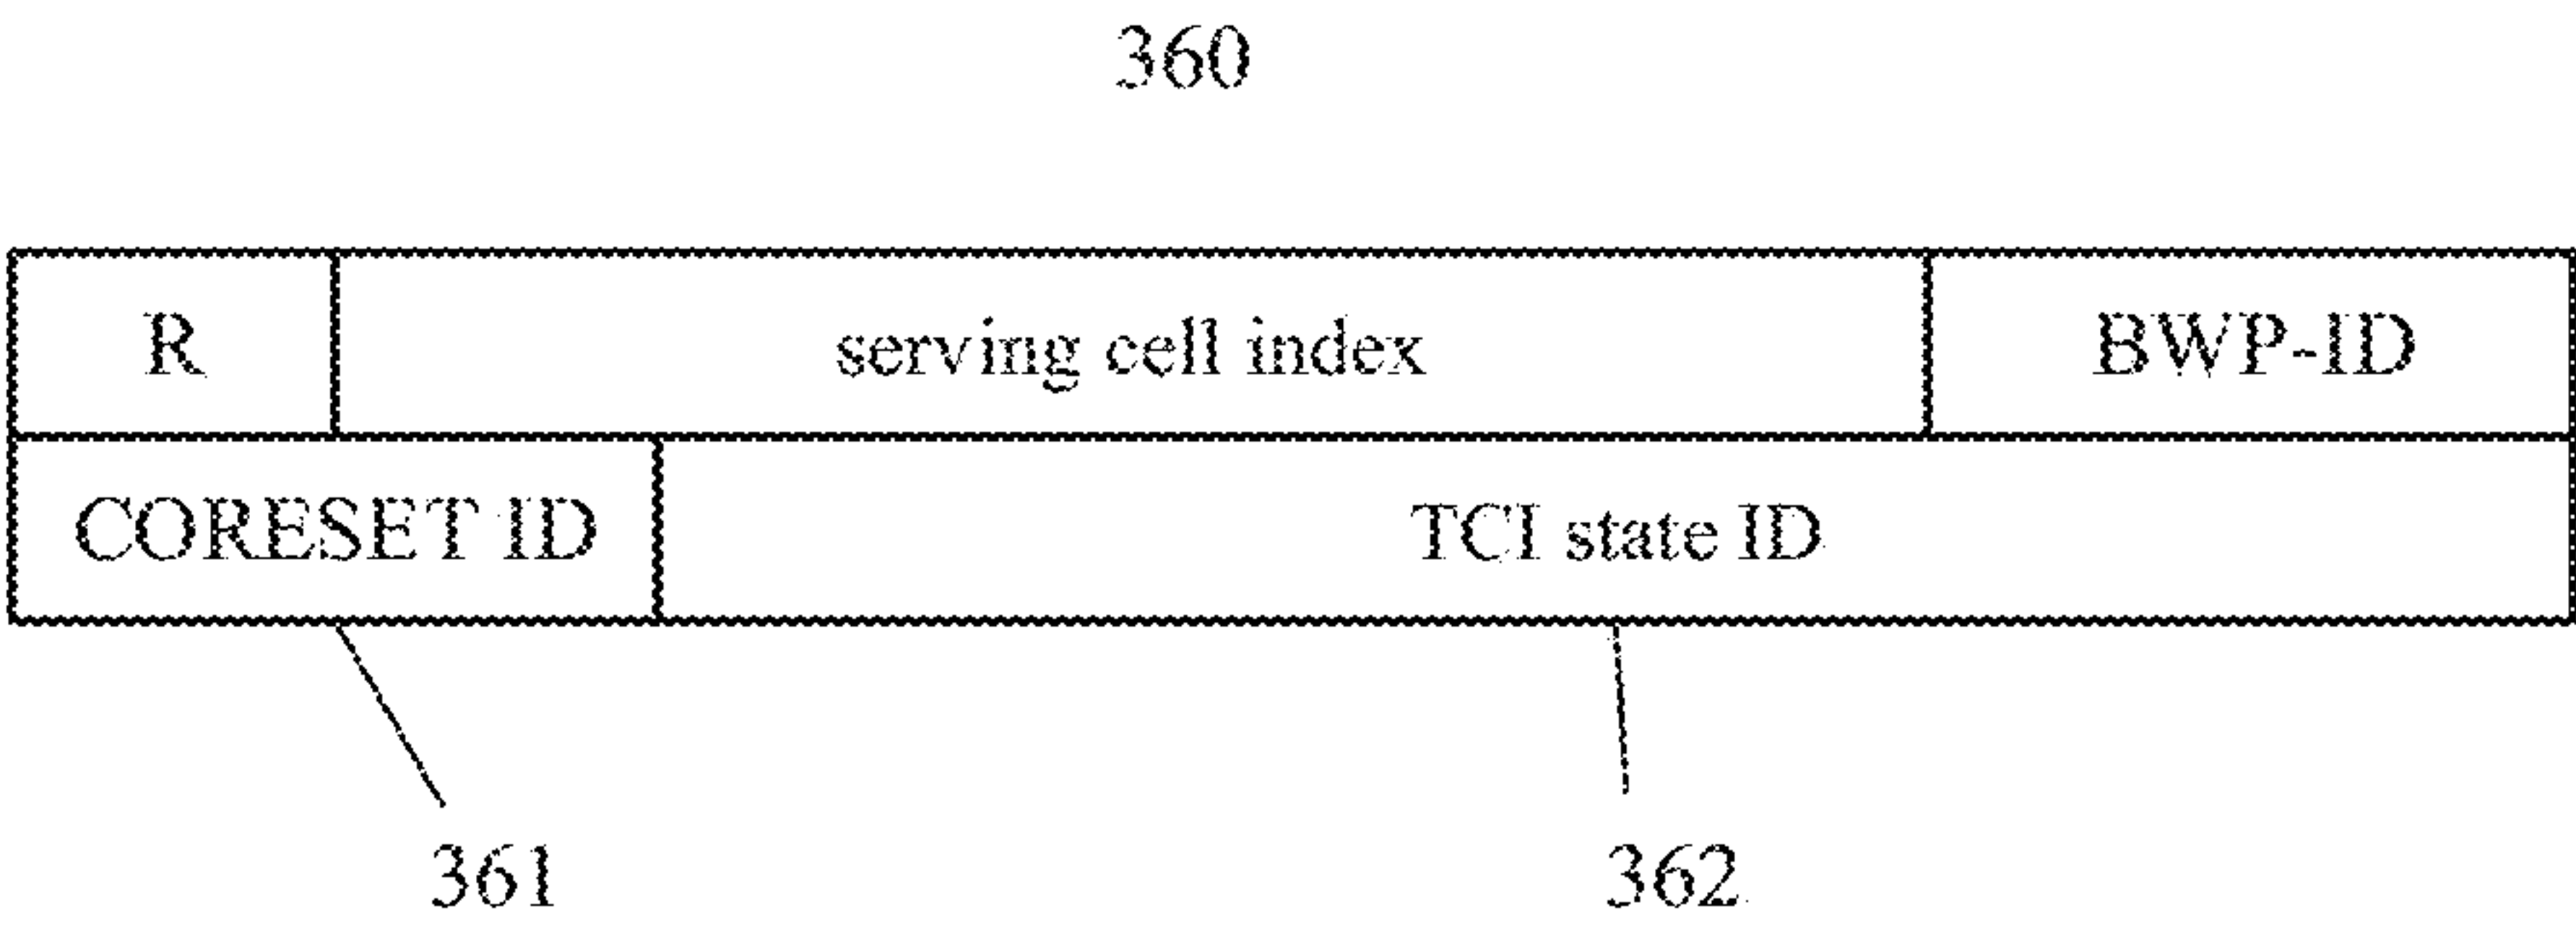 360
R serving cell index BWP-ID
CORESET ID TCI state ID
361 362